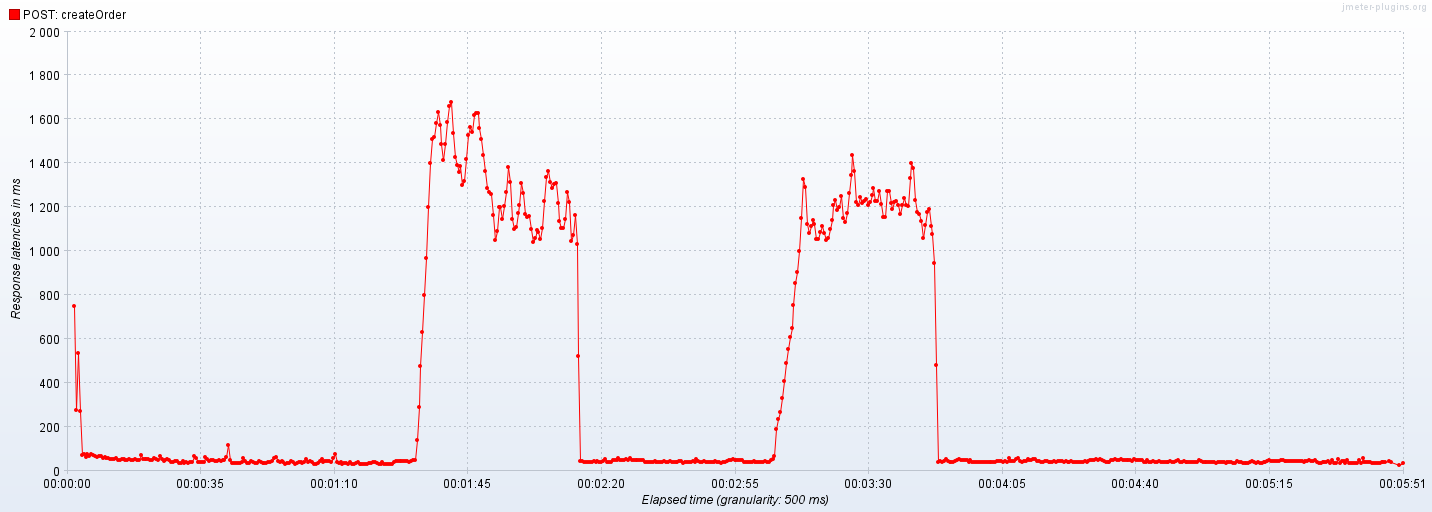 POST: createOrder
jmeter-plugins.org
2 000
1 800
1 600
1 400
1 200
1 000
800
600
400
200
0
Response latencies in ms
00:00:00 00:00:35 00:01:10 00:01:45 00:02:20 00:02:55 00:03:30 00:04:05 00:04:40 00:05:15 00:05:51
Elapsed time (granularity: 500 ms)